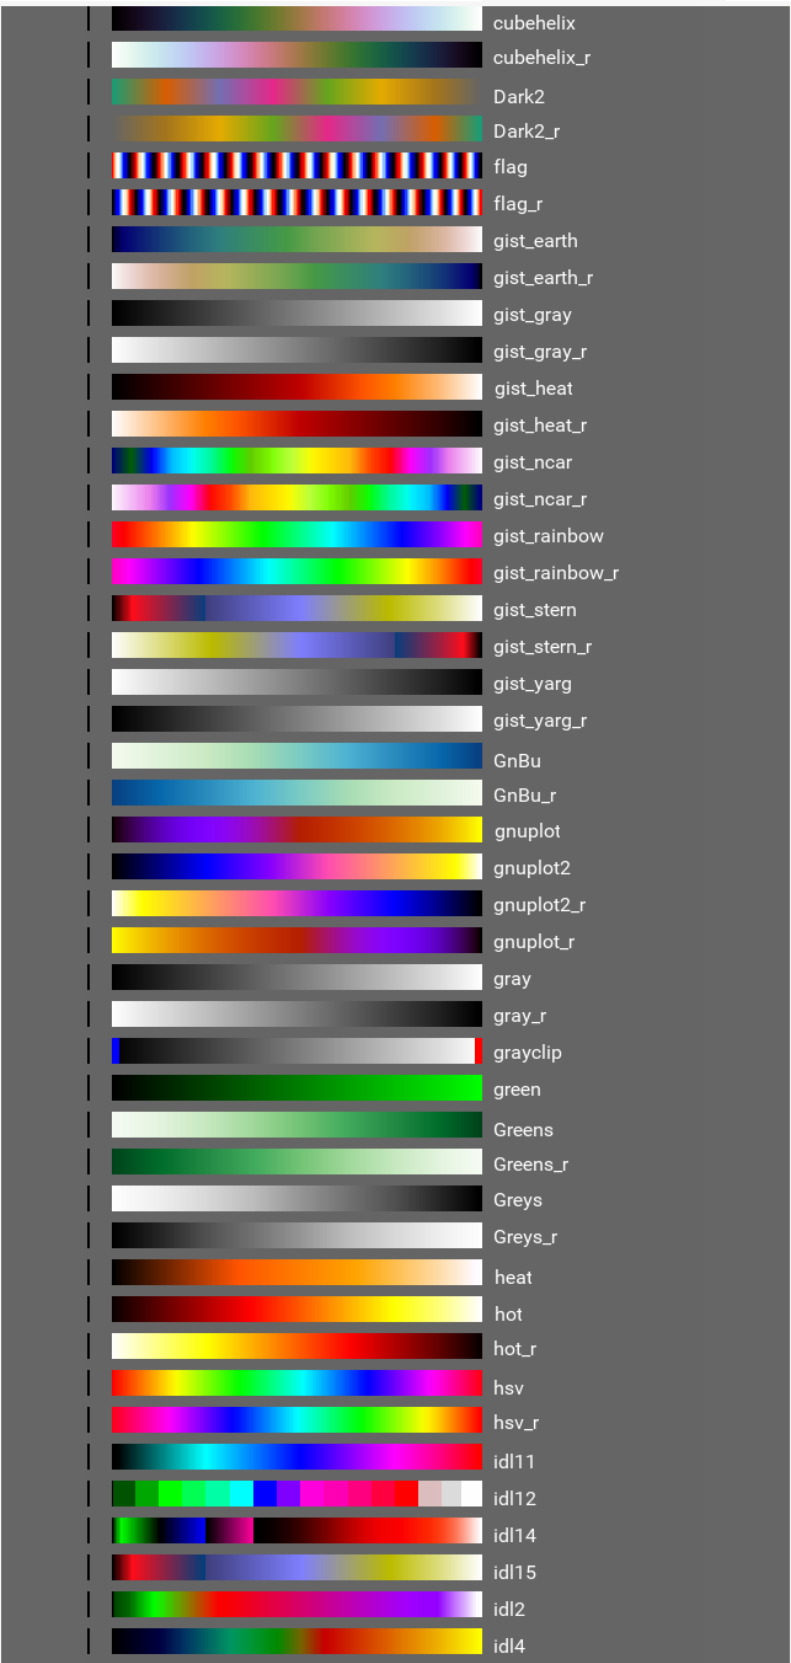 cubehelix
cubehelix_r
Dark2
Dark2_r
flag
flag_r
gist_earth
gist_earth_r
gist_gray
gist_gray_r
gist_heat
gist_heat_r
gist_ncar
gist_ncar_r
gist_rainbow
gist_rainbow_r
gist_stern
gist_stern_r
gist_yarg
gist_yarg_r
GnBu
GnBu_r
gnuplot
gnuplot2
gnuplot2_r
gnuplot_r
gray
gray_r
grayclip
green
Greens
Greens_r
Greys
Greys_r
heat
hot
hot_r
hsv
hsv_r
idl11
idl12
idl14
idl15
idl2
idl4